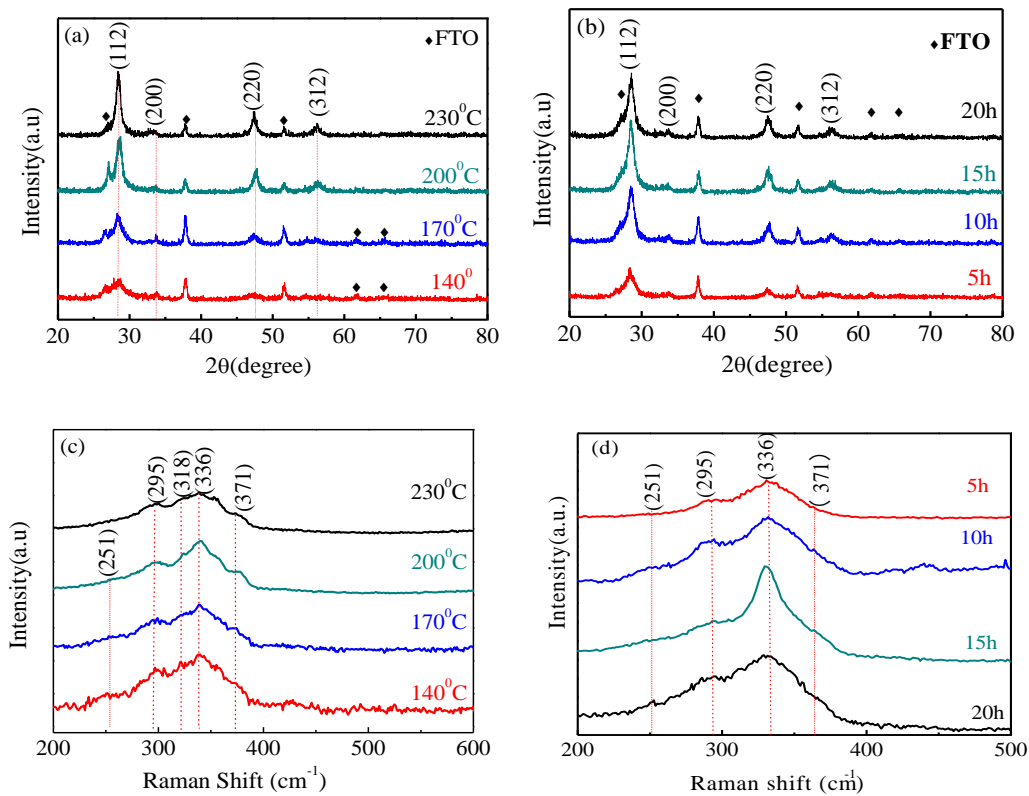 (a)
♦FTO
(112)
(200)
(220)
(312)
230⁰C
200⁰C
170⁰C
140⁰
Intensity(a.u)
20 30 40 50 60 70 80
2θ(degree)
(b)
♦FTO
(112)
(200)
(220)
(312)
20h
15h
10h
5h
Intensity(a.u)
20 30 40 50 60 70 80
2θ(degree)
(c)
(251)
(295)
(318)
(336)
(371)
230⁰C
200⁰C
170⁰C
140⁰C
Intensity(a.u)
200 300 400 500 600
Raman Shift (cm⁻¹)
(d)
(251)
(295)
(336)
(371)
5h
10h
15h
20h
Intensity(a.u.)
200 300 400 500
Raman shift (cm⁻¹)